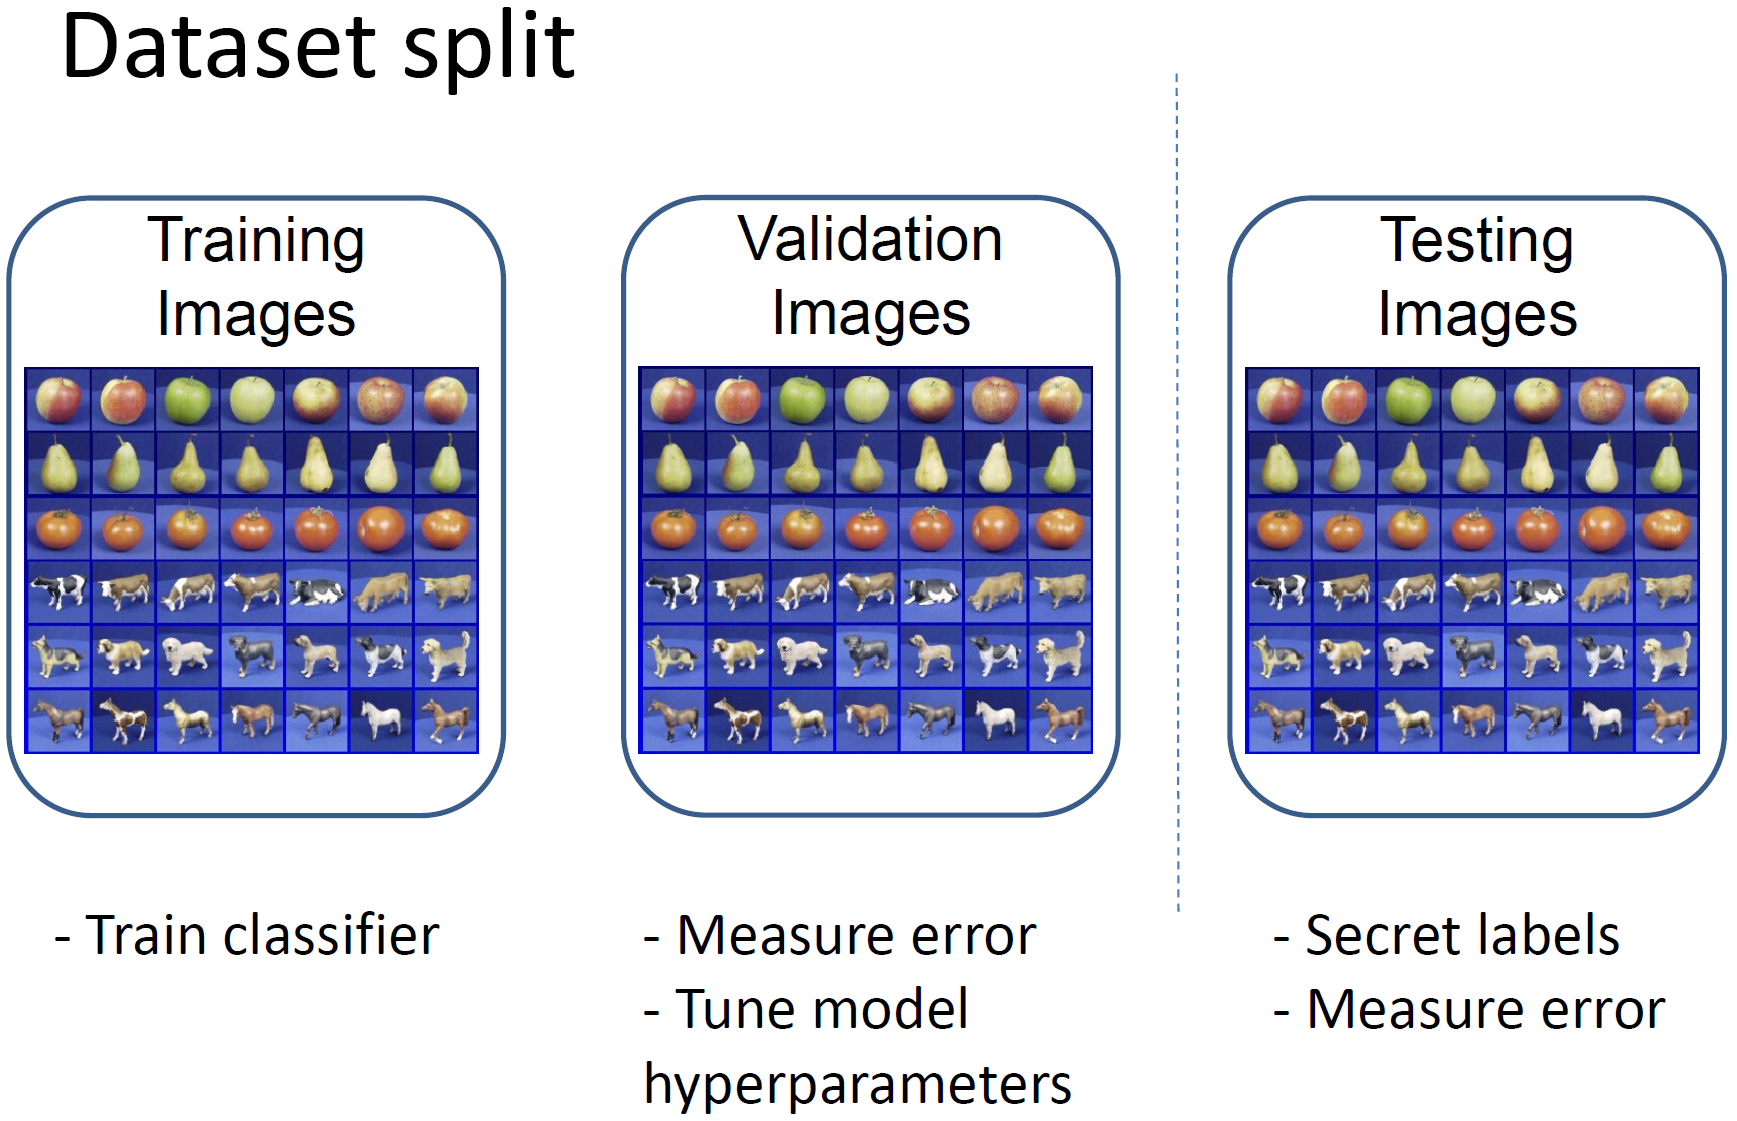 Dataset split
Training
Images
Validation
Images
Testing
Images
- Train classifier
- Measure error
- Tune model
hyperparameters
- Secret labels
- Measure error